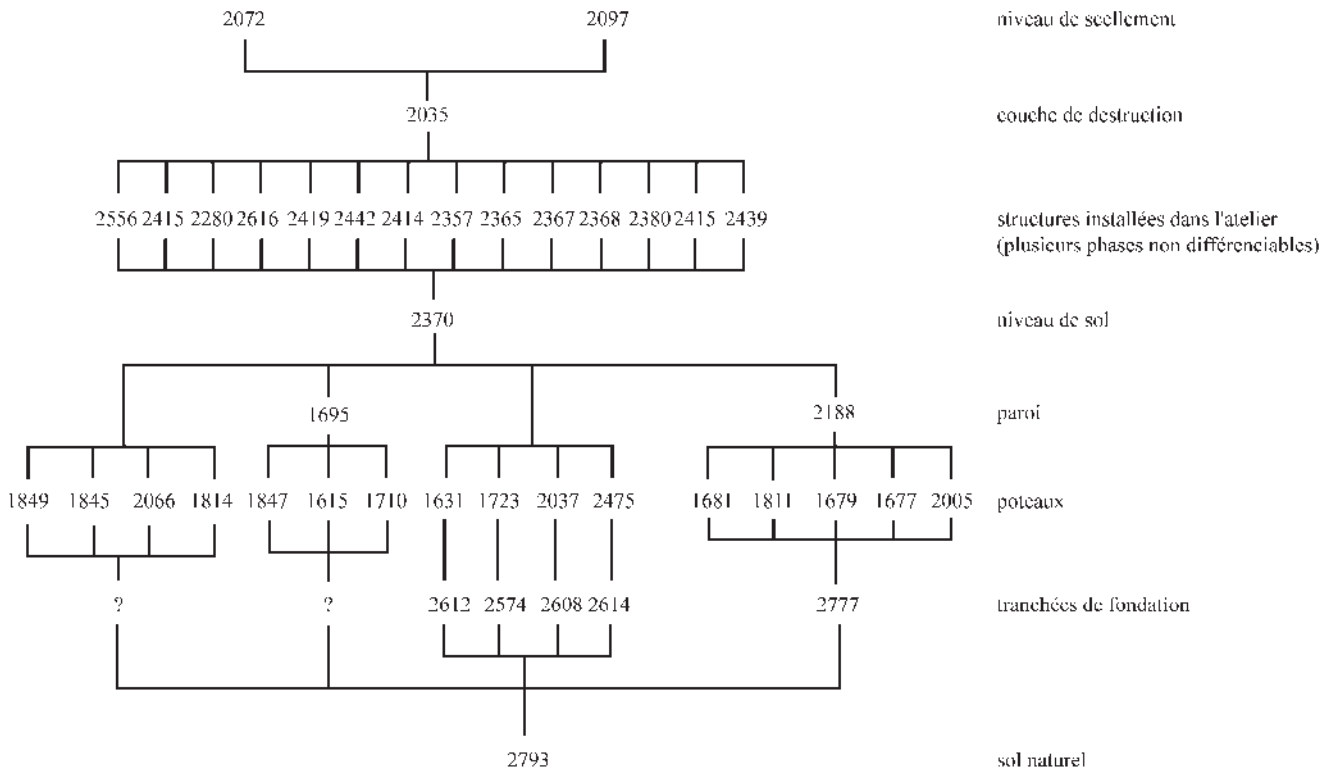 2072 2097 niveau de scellement
2035 couche de destruction
2556 2415 2280 2616 2419 2442 2414 2357 2365 2367 2368 2380 2415 2439 structures installées dans l'atelier
(plusieurs phases non différenciables)
2370 niveau de sol
1695 2188 paroi
1849 1845 2066 1814 1847 1615 1710 1631 1723 2037 2475 1681 1811 1679 1677 2005 poteaux
? ? 2612 2574 2608 2614 2777 tranchées de fondation
2793 sol naturel